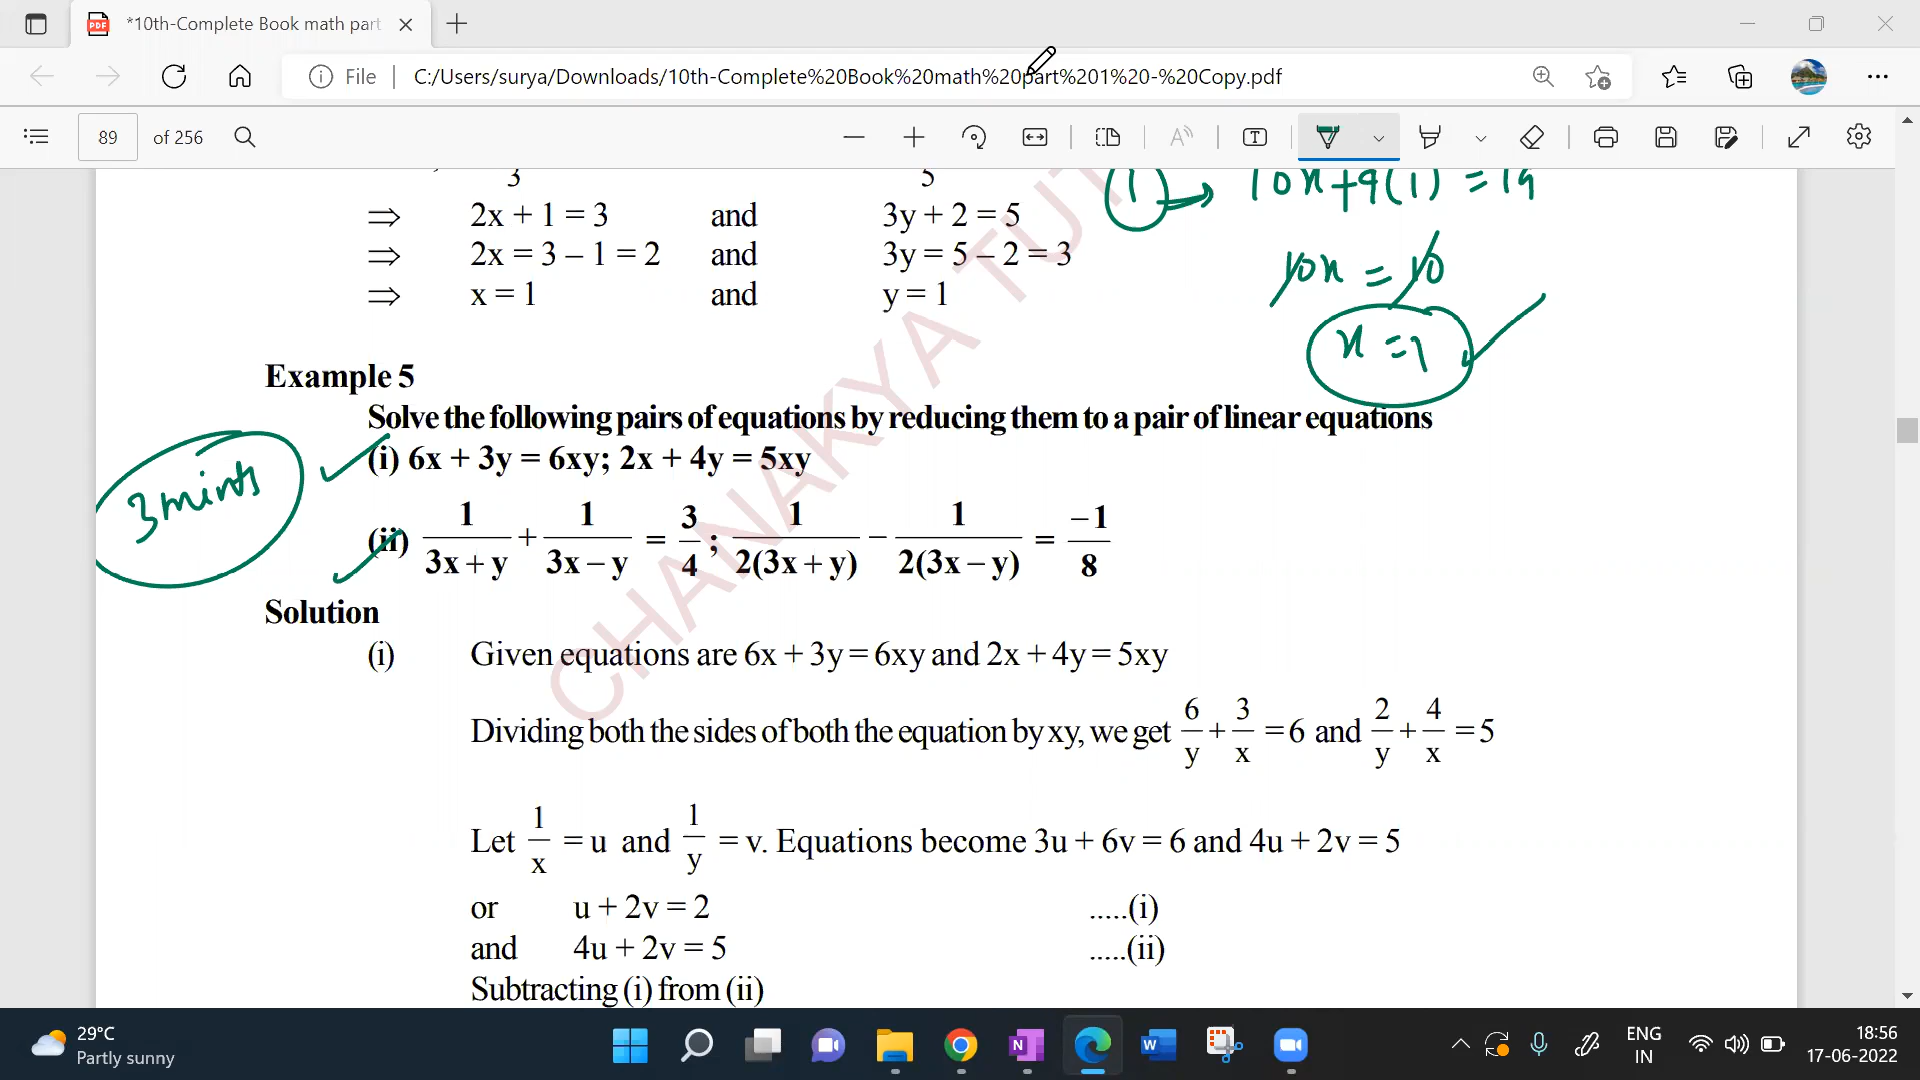 *10th-Complete Book math part
File | C:/Users/surya/Downloads/10th-Complete%20Book%20math%20part%201%20-%20Copy.pdf
89 of 256
3 5
1 → 10x+9(1) = 19
⇒ 2x + 1 = 3 and 3y + 2 = 5
⇒ 2x = 3 – 1 = 2 and 3y = 5 – 2 = 3
10x = 10
⇒ x = 1 and y = 1
x = 1
Example 5
Solve the following pairs of equations by reducing them to a pair of linear equations
(i) 6x + 3y = 6xy; 2x + 4y = 5xy
3 mints
(ii) 1/(3x + y) + 1/(3x – y) = 3/4 ; 1/(2(3x + y)) – 1/(2(3x – y)) = –1/8
Solution
(i) Given equations are 6x + 3y = 6xy and 2x + 4y = 5xy
Dividing both the sides of both the equation by xy, we get 6/y + 3/x = 6 and 2/y + 4/x = 5
Let 1/x = u and 1/y = v. Equations become 3u + 6v = 6 and 4u + 2v = 5
or u + 2v = 2 .....(i)
and 4u + 2v = 5 .....(ii)
Subtracting (i) from (ii)
CHANAKYA TUT
29°C
Partly sunny
ENG
IN
18:56
17-06-2022